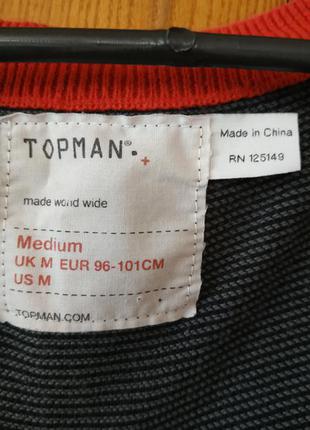 TOPMAN®
made world wide
Medium
UK M EUR 96-101CM
US M
TOPMAN.COM
Made in China
RN 125149